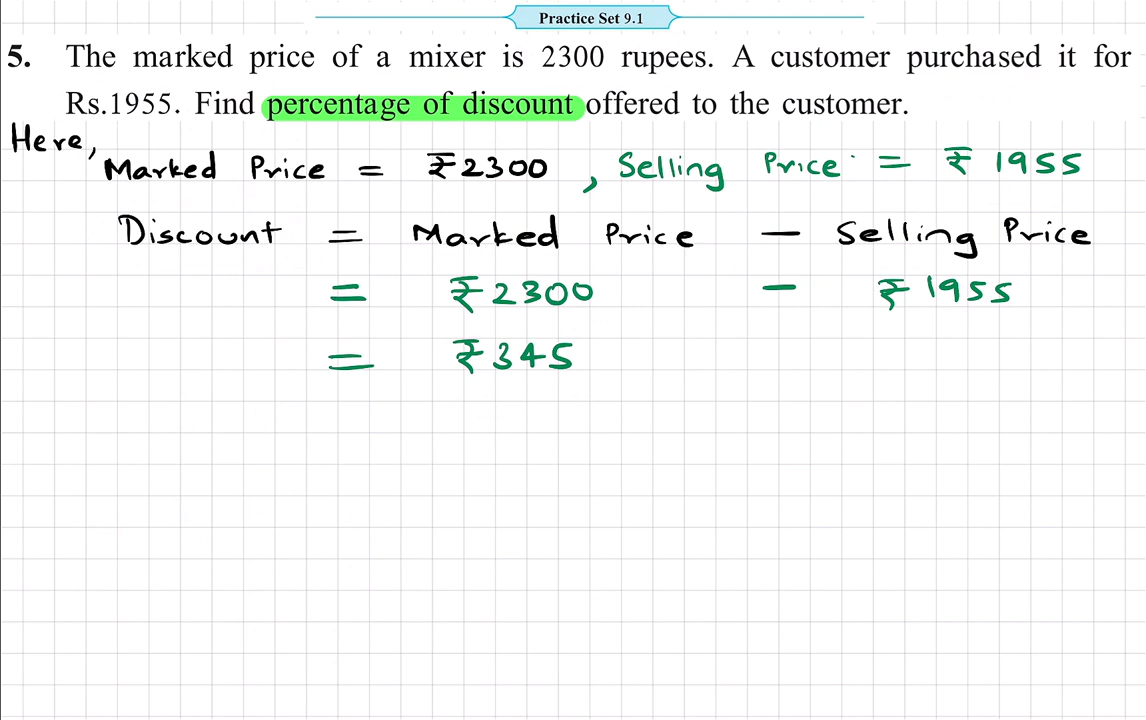 Practice Set 9.1
5. The marked price of a mixer is 2300 rupees. A customer purchased it for
Rs.1955. Find percentage of discount offered to the customer.
Here,
Marked Price = ₹2300 , Selling Price = ₹ 1955
Discount = Marked Price - Selling Price
= ₹2300 - ₹1955
= ₹345